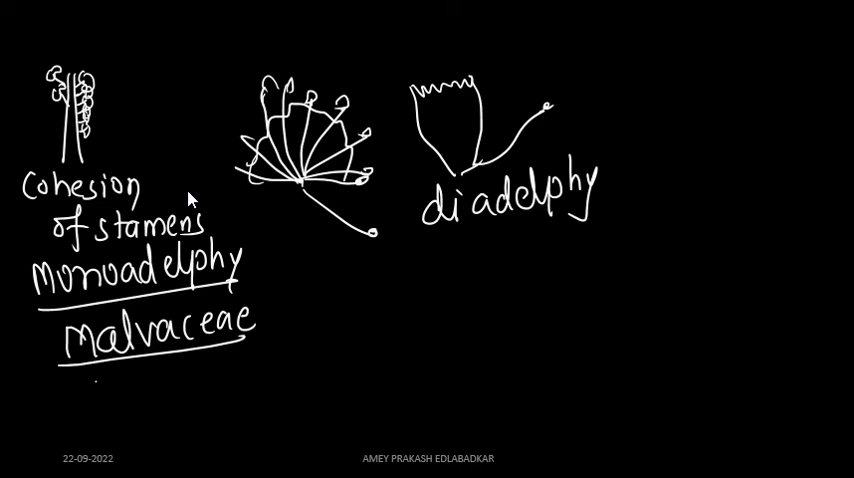 Cohesion
of stamens
Monoadelphy
Malvaceae
diadelphy
22-09-2022
AMEY PRAKASH EDLABADKAR